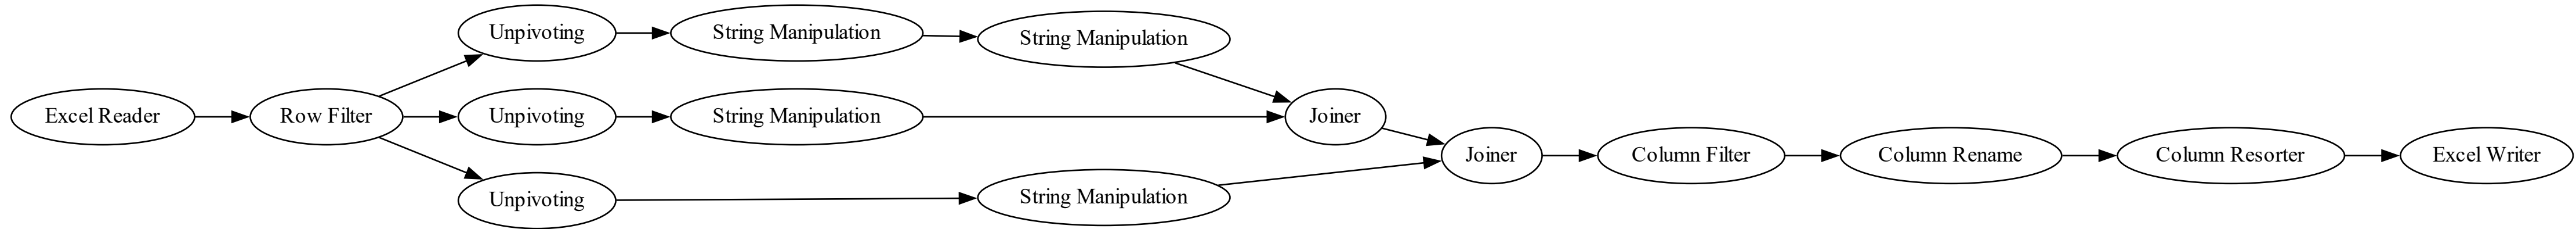 Excel Reader
Row Filter
Unpivoting
String Manipulation
String Manipulation
Unpivoting
String Manipulation
Unpivoting
String Manipulation
Joiner
Joiner
Column Filter
Column Rename
Column Resorter
Excel Writer